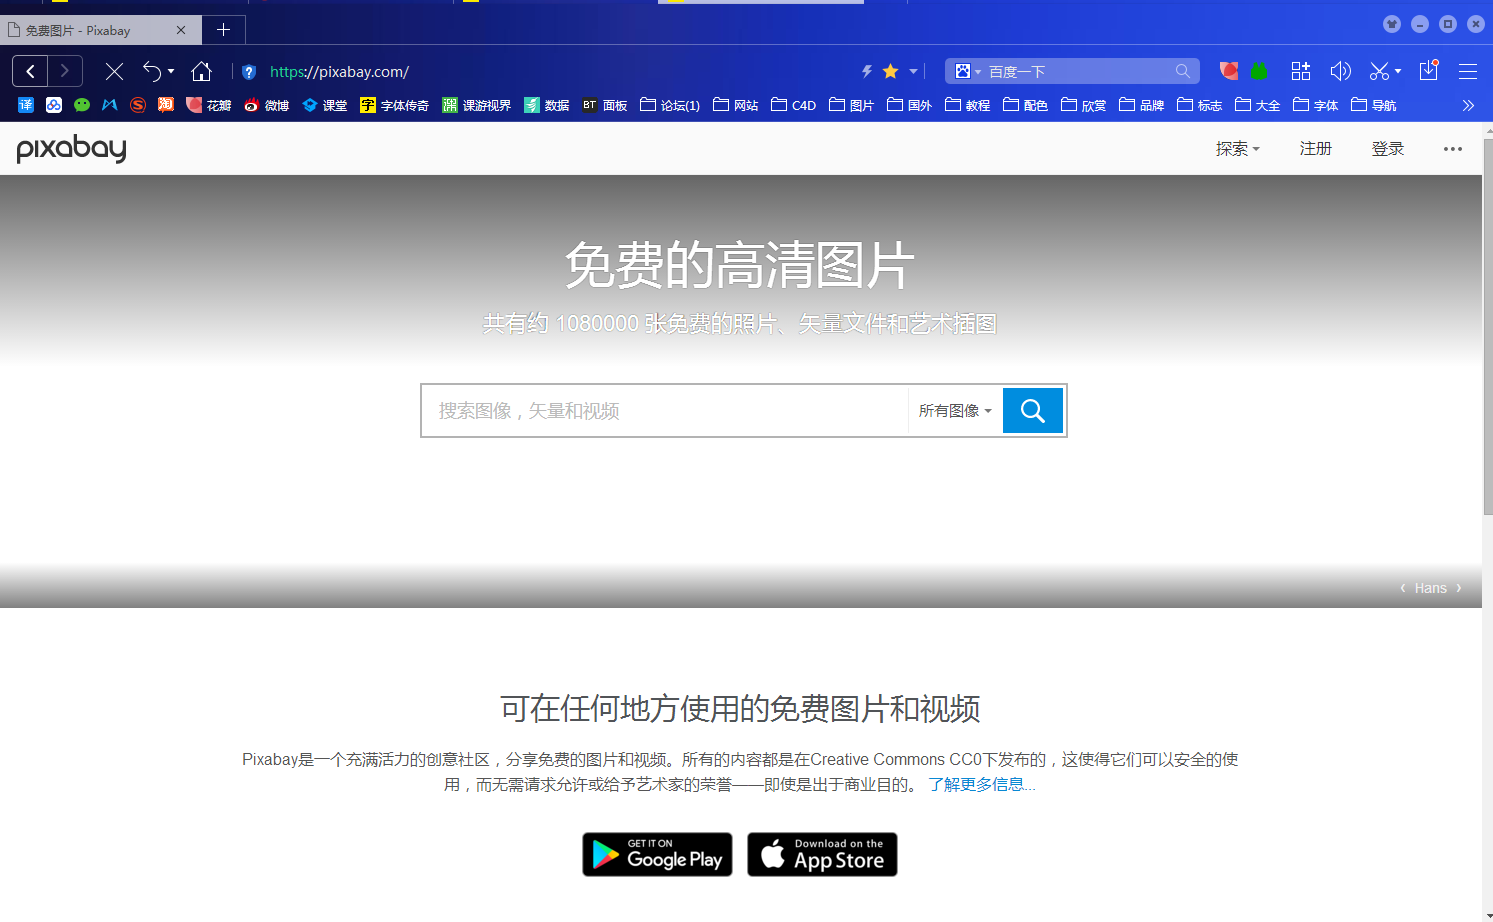 免费图片 - Pixabay
https://pixabay.com/
百度一下
译
淘
花瓣
微博
课堂
字
字体传奇
课游视界
数据
BT
面板
论坛(1)
网站
C4D
图片
国外
教程
配色
欣赏
品牌
标志
大全
字体
导航
pixabay
探索
注册
登录
免费的高清图片
共有约 1080000 张免费的照片、矢量文件和艺术插图
搜索图像，矢量和视频
所有图像
‹ Hans ›
可在任何地方使用的免费图片和视频
Pixabay是一个充满活力的创意社区，分享免费的图片和视频。所有的内容都是在Creative Commons CC0下发布的，这使得它们可以安全的使
用，而无需请求允许或给予艺术家的荣誉——即使是出于商业目的。 了解更多信息...
GET IT ON
Google Play
Download on the
App Store